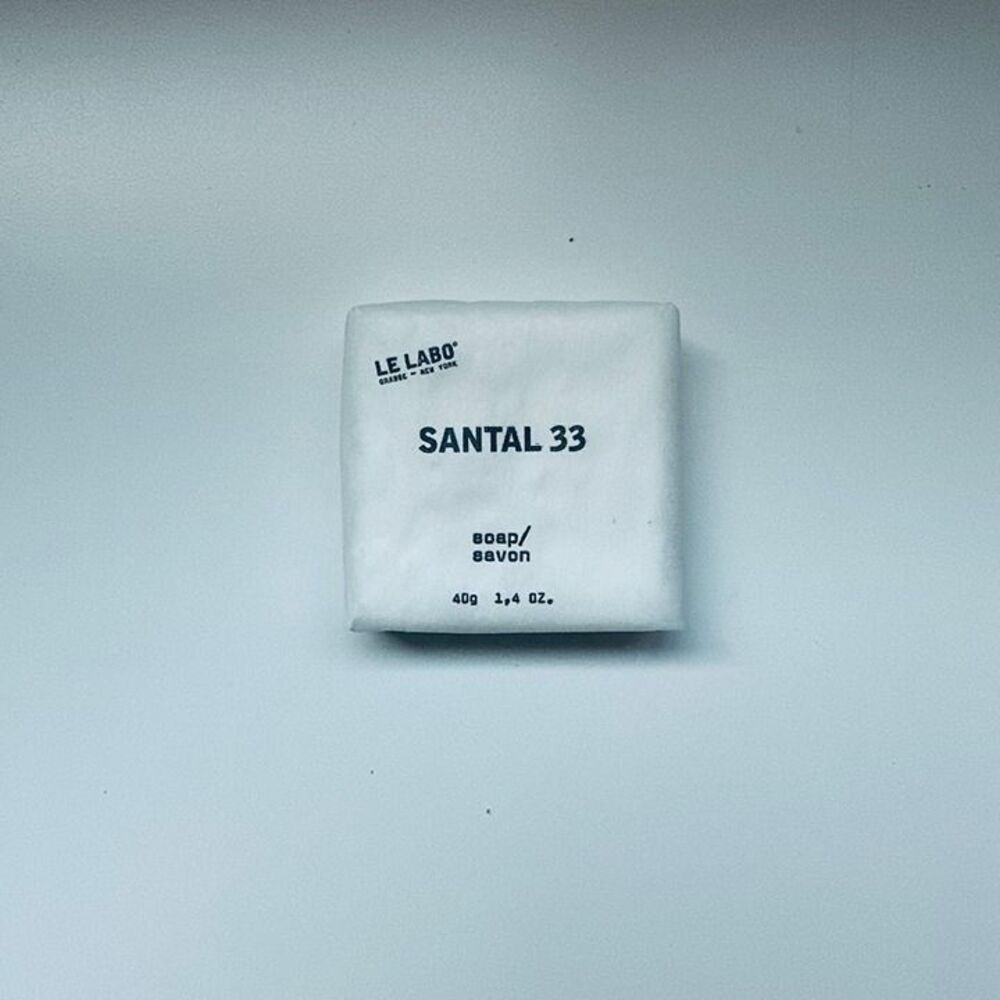 LE LABO®
GRASSE — NEW YORK
SANTAL 33
soap/
savon
40g 1,4 OZ.